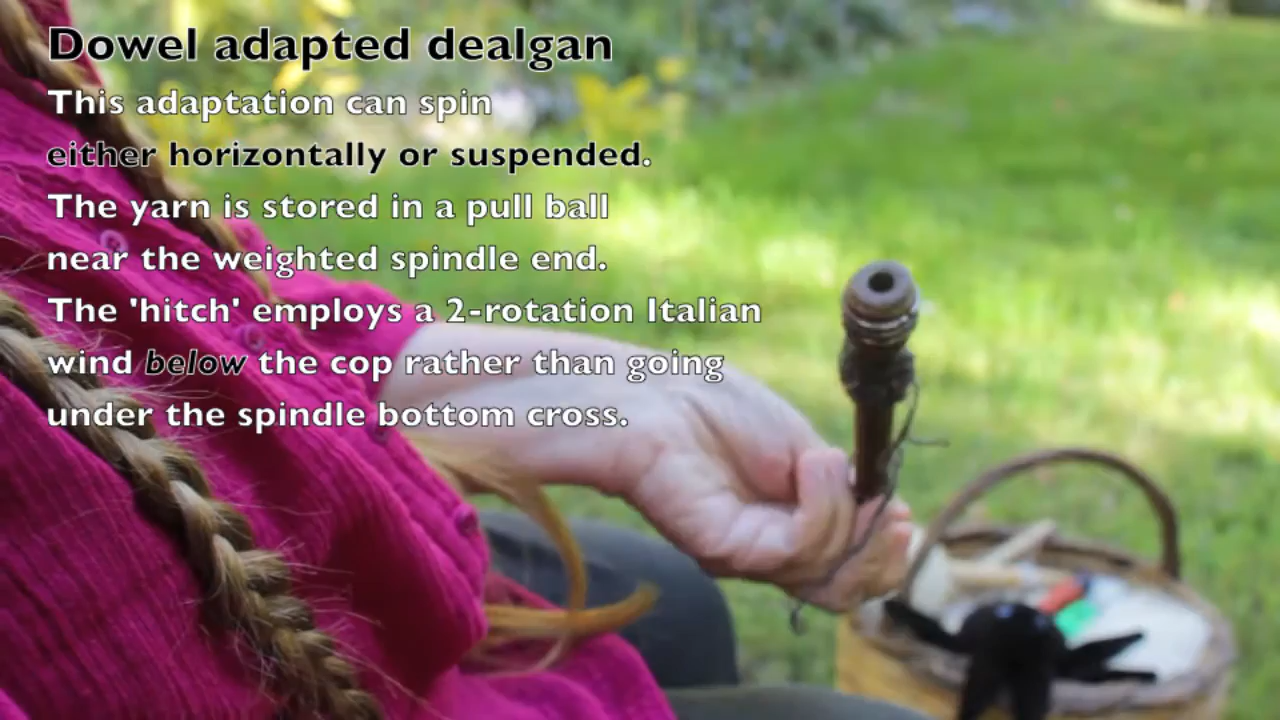 Dowel adapted dealgan
This adaptation can spin
either horizontally or suspended.
The yarn is stored in a pull ball
near the weighted spindle end.
The 'hitch' employs a 2-rotation Italian
wind below the cop rather than going
under the spindle bottom cross.